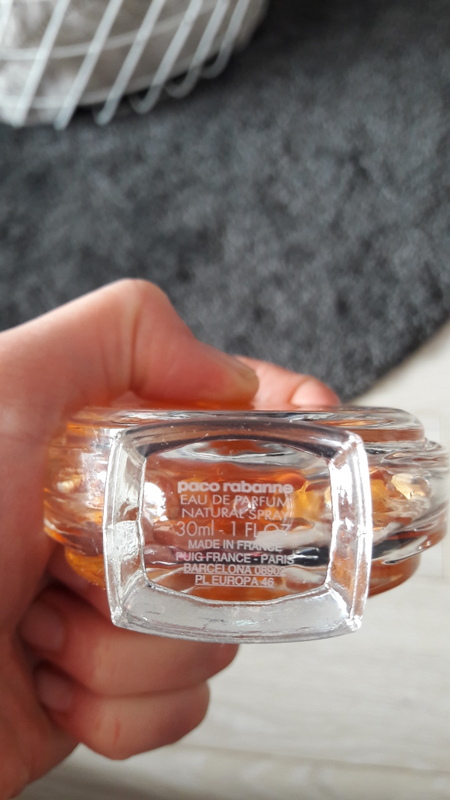 paco rabanne
EAU DE PARFUM
NATURAL SPRAY
30ml - 1 FL.OZ
MADE IN FRANCE
PUIG FRANCE - PARIS
BARCELONA 08902
PL EUROPA 46